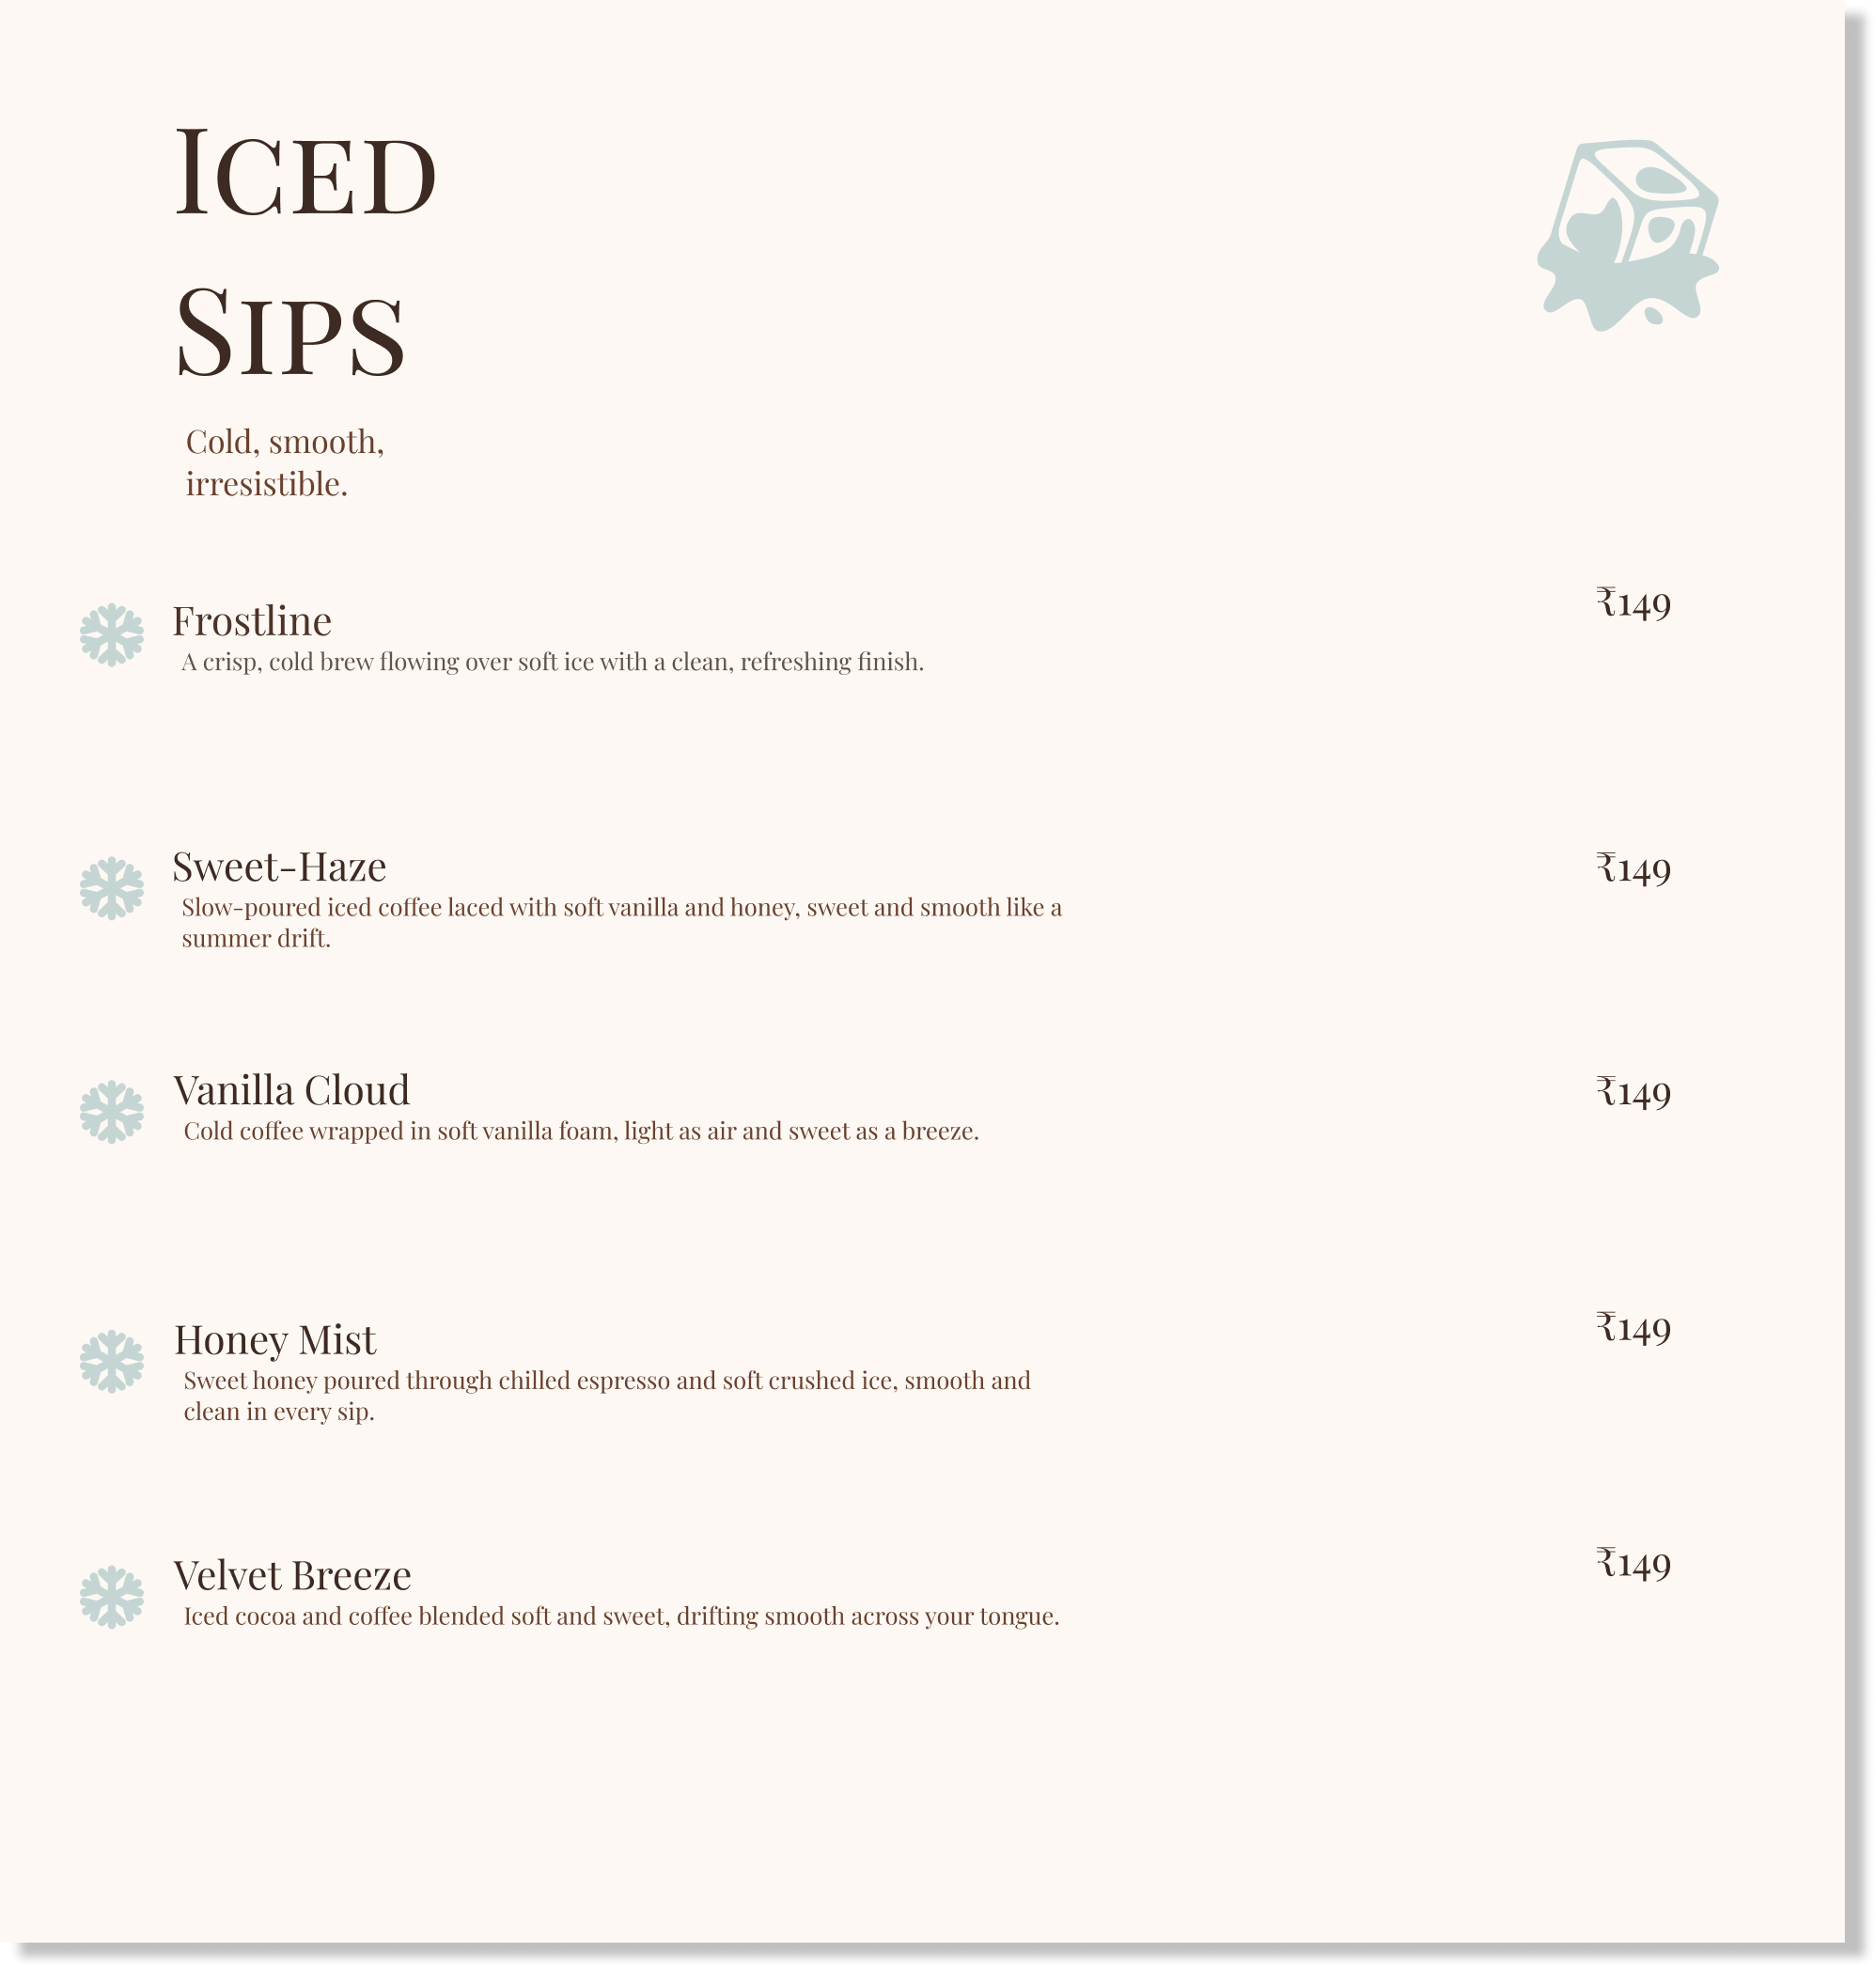 Iced
Sips
Cold, smooth,
irresistible.
Frostline ₹149
A crisp, cold brew flowing over soft ice with a clean, refreshing finish.
Sweet-Haze ₹149
Slow-poured iced coffee laced with soft vanilla and honey, sweet and smooth like a
summer drift.
Vanilla Cloud ₹149
Cold coffee wrapped in soft vanilla foam, light as air and sweet as a breeze.
Honey Mist ₹149
Sweet honey poured through chilled espresso and soft crushed ice, smooth and
clean in every sip.
Velvet Breeze ₹149
Iced cocoa and coffee blended soft and sweet, drifting smooth across your tongue.